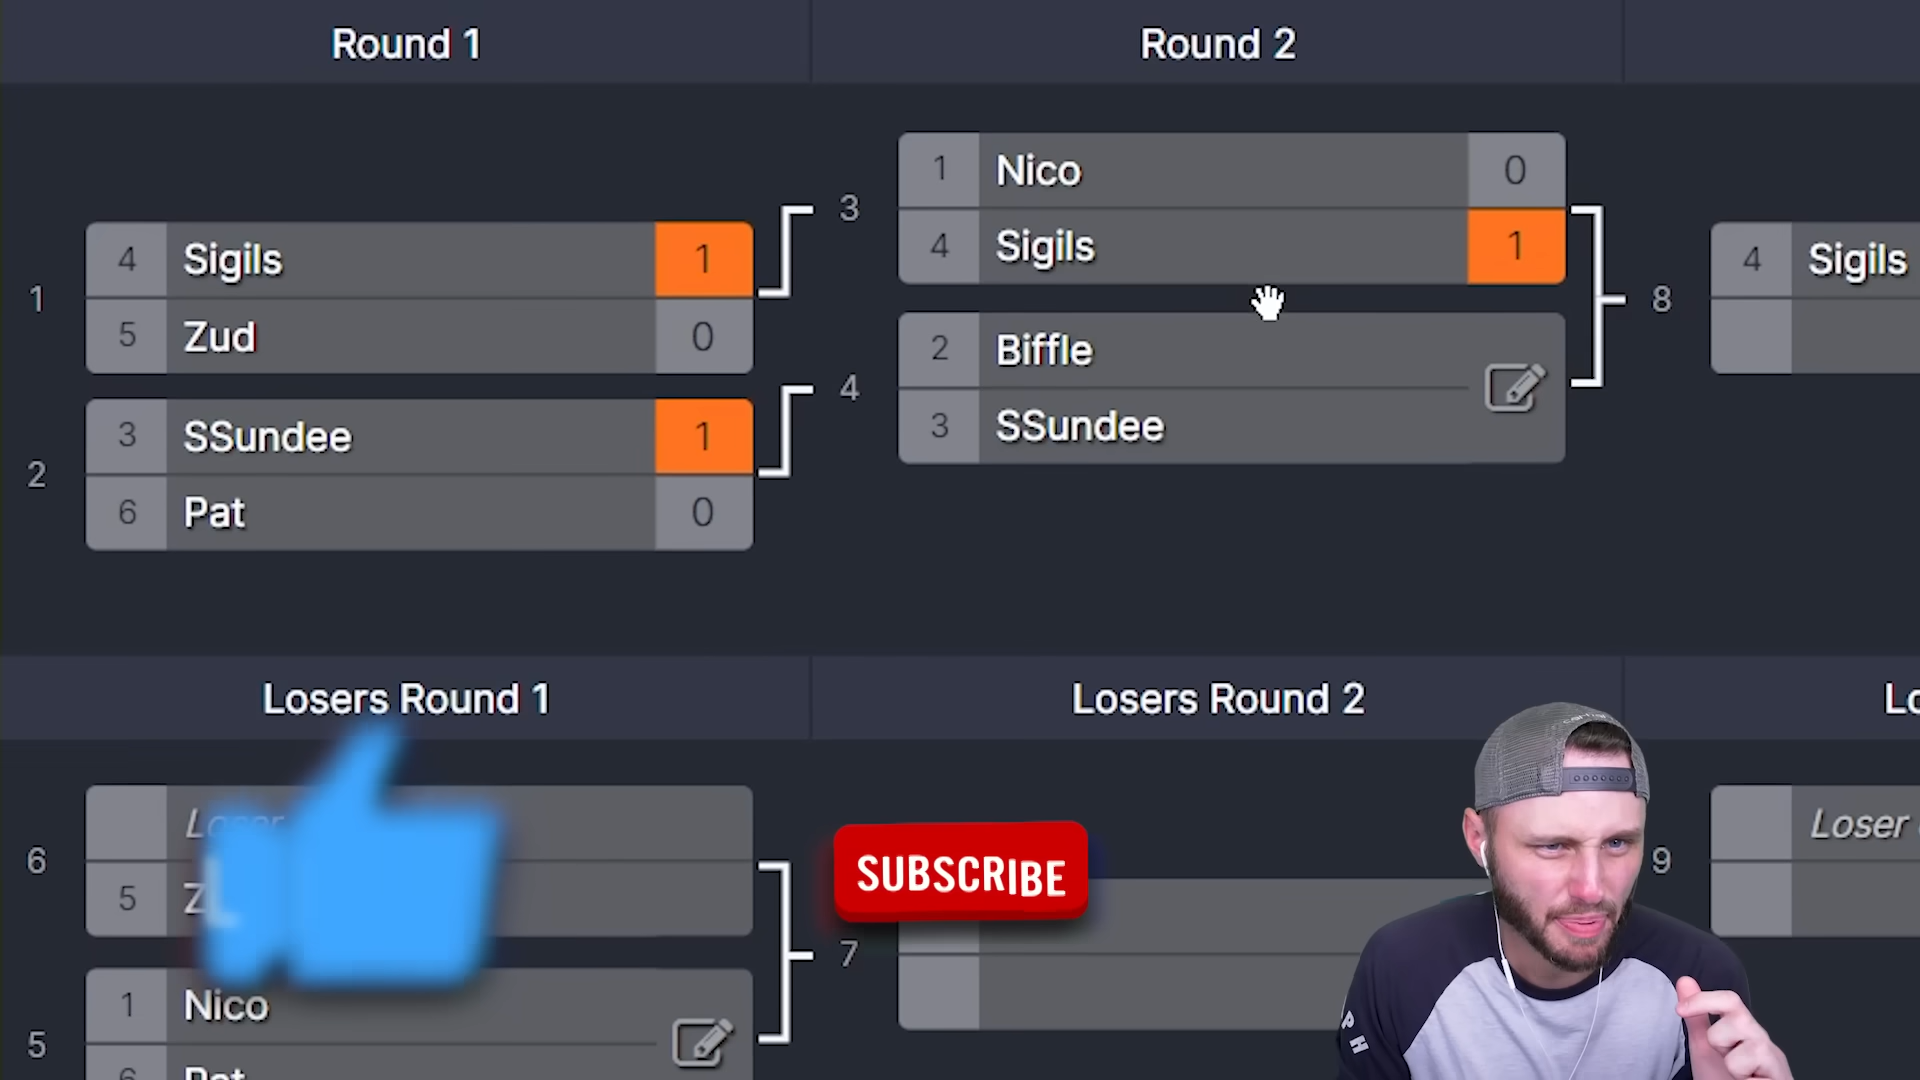 Round 1
Round 2
1
4 Sigils 1
5 Zud 0
2
3 SSundee 1
6 Pat 0
3
1 Nico 0
4 Sigils 1
4
2 Biffle
3 SSundee
8
4 Sigils
Losers Round 1
Losers Round 2
6
5
5
1 Nico
6 Pat
SUBSCRIBE
7
9
Loser
P H